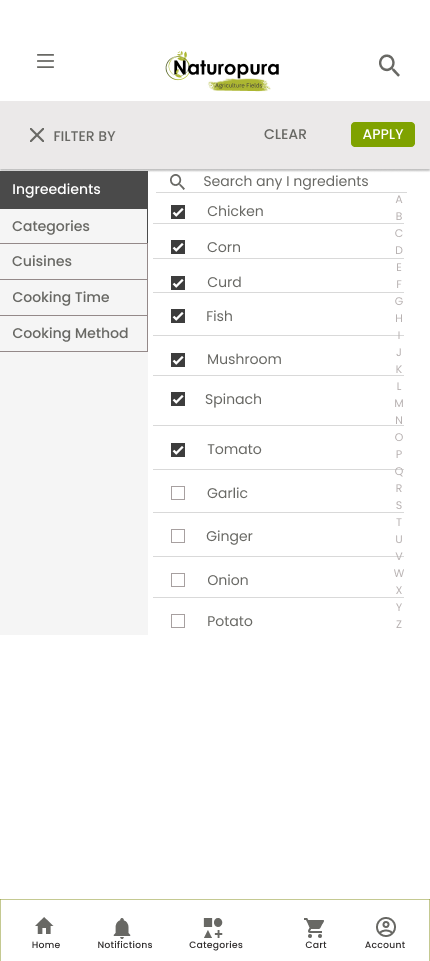 Naturopura
Agriculture Fields
FILTER BY
CLEAR
APPLY
Ingreedients
Categories
Cuisines
Cooking Time
Cooking Method
Search any I ngredients
Chicken
Corn
Curd
Fish
Mushroom
Spinach
Tomato
Garlic
Ginger
Onion
Potato
A
B
C
D
E
F
G
H
I
J
K
L
M
N
O
P
Q
R
S
T
U
V
W
X
Y
Z
Home
Notifictions
Categories
Cart
Account